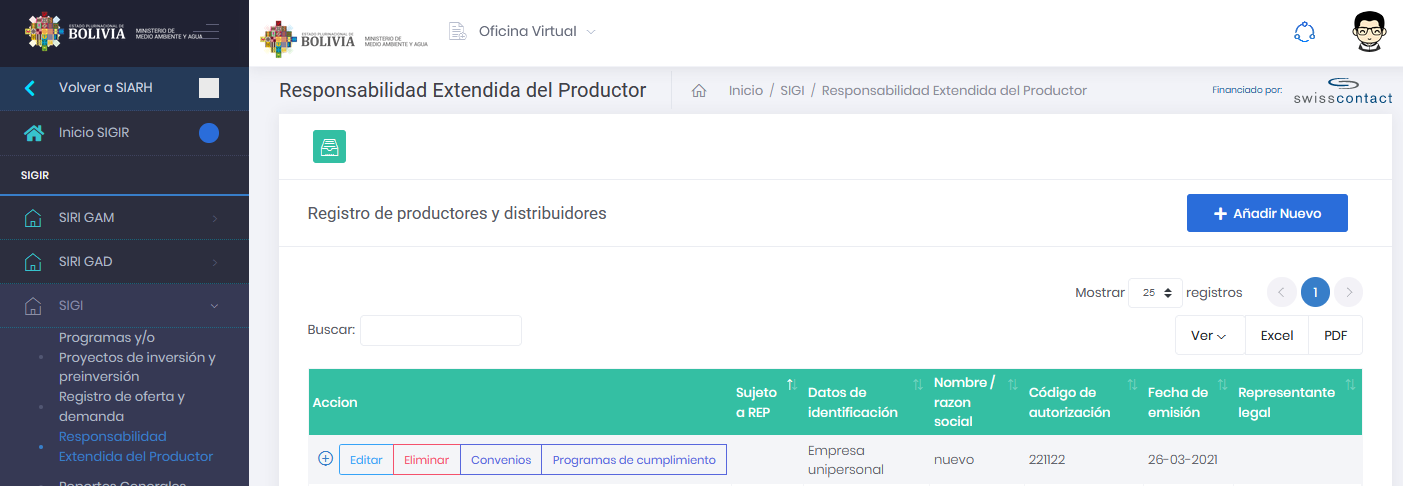 ESTADO PLURINACIONAL DE
BOLIVIA
MINISTERIO DE
MEDIO AMBIENTE Y AGUA
Volver a SIARH
Inicio SIGIR
SIGIR
SIRI GAM
SIRI GAD
SIGI
Programas y/o
Proyectos de inversión y
preinversión
Registro de oferta y
demanda
Responsabilidad
Extendida del Productor
Reportes Generales
ESTADO PLURINACIONAL DE
BOLIVIA
MINISTERIO DE
MEDIO AMBIENTE Y AGUA
Oficina Virtual
Responsabilidad Extendida del Productor
Inicio / SIGI / Responsabilidad Extendida del Productor
Financiado por:
swisscontact
Registro de productores y distribuidores
Añadir Nuevo
Mostrar 25 registros
1
Buscar:
Ver
Excel
PDF
Accion
Sujeto
a REP
Datos de
identificación
Nombre /
razon
social
Código de
autorización
Fecha de
emisión
Representante
legal
Editar
Eliminar
Convenios
Programas de cumplimiento
Empresa
unipersonal
nuevo
221122
26-03-2021